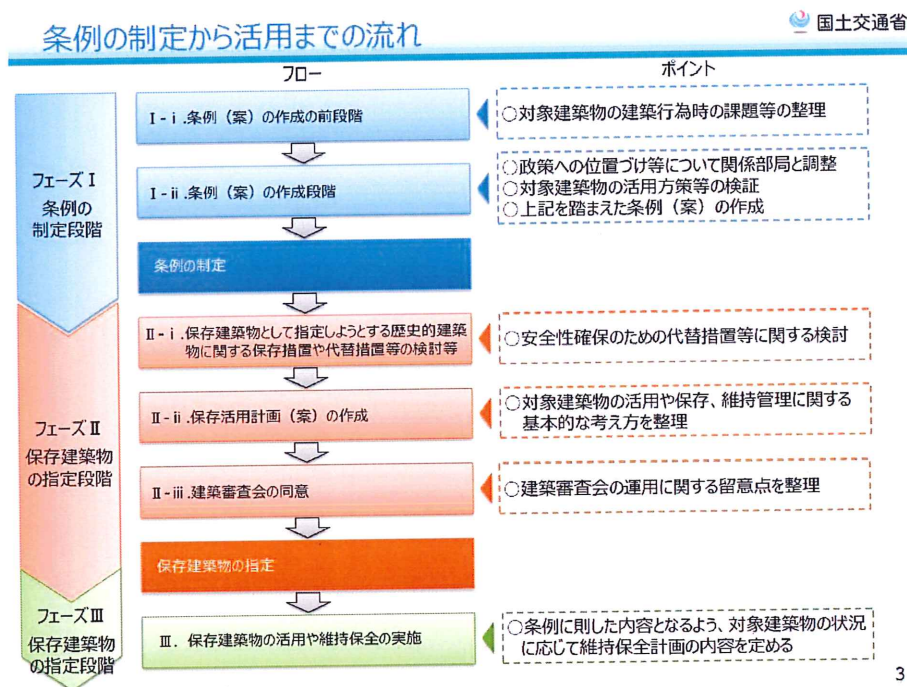 条例の制定から活用までの流れ
国土交通省
フロー
ポイント
フェーズⅠ
条例の
制定段階
Ⅰ-ⅰ.条例（案）の作成の前段階
○対象建築物の建築行為時の課題等の整理
Ⅰ-ⅱ.条例（案）の作成段階
○政策への位置づけ等について関係部局と調整
○対象建築物の活用方策等の検証
○上記を踏まえた条例（案）の作成
条例の制定
フェーズⅡ
保存建築物
の指定段階
Ⅱ-ⅰ.保存建築物として指定しようとする歴史的建築
物に関する保存措置や代替措置等の検討等
○安全性確保のための代替措置等に関する検討
Ⅱ-ⅱ.保存活用計画（案）の作成
○対象建築物の活用や保存、維持管理に関する
基本的な考え方を整理
Ⅱ-ⅲ.建築審査会の同意
○建築審査会の運用に関する留意点を整理
保存建築物の指定
フェーズⅢ
保存建築物
の指定段階
Ⅲ．保存建築物の活用や維持保全の実施
○条例に則した内容となるよう、対象建築物の状況
に応じて維持保全計画の内容を定める
3